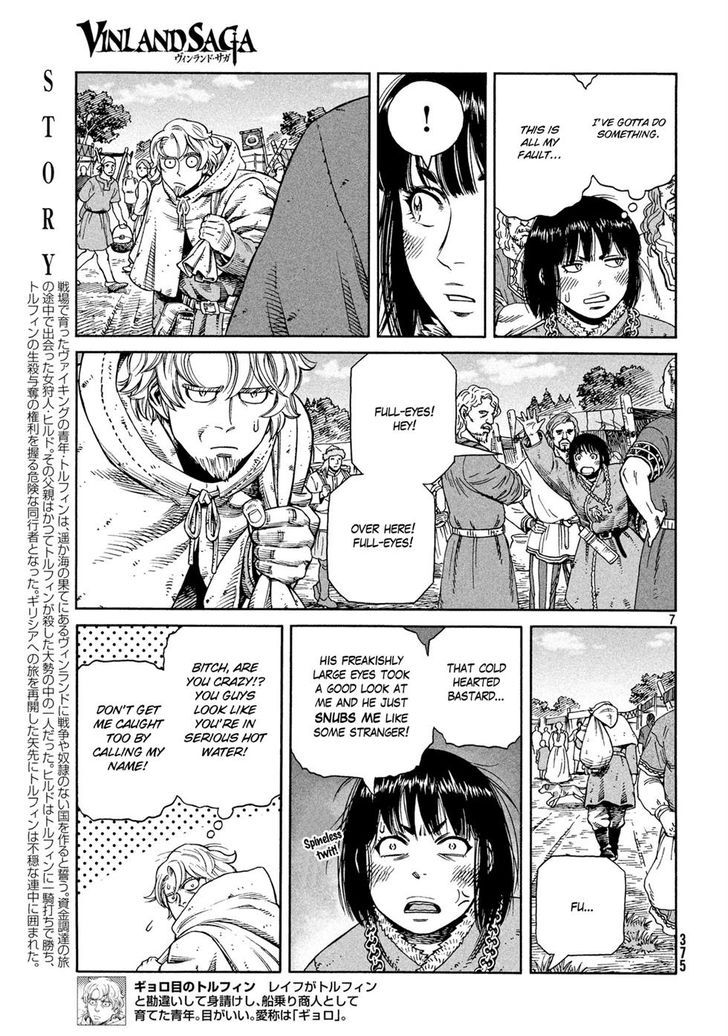 VINLAND SAGA
ヴィンランド・サガ
STORY
戦場で育ったヴァイキングの青年・トルフィンは、遥か海の果てにあるヴィンランドに戦争や奴隷のない国を作ると誓う。資金調達の旅
の途中で出会った女狩人・ヒルド。その父親はかつてトルフィンが殺した大勢の中の一人だった。ヒルドはトルフィンに一騎打ちで勝ち、
トルフィンの生殺与奪の権利を握る危険な同行者となった。ギリシアへの旅を再開した矢先にトルフィンは不穏な連中に囲まれた。
I'VE GOTTA DO
SOMETHING.
THIS IS
ALL MY
FAULT...
!
FULL-EYES!
HEY!
OVER HERE!
FULL-EYES!
7
FU...
THAT COLD
HEARTED
BASTARD...
HIS FREAKISHLY
LARGE EYES TOOK
A GOOD LOOK AT
ME AND HE JUST
SNUBS ME LIKE
SOME STRANGER!
Spineless
twit!
BITCH, ARE
YOU CRAZY!?
YOU GUYS
LOOK LIKE
YOU'RE IN
SERIOUS HOT
WATER!
DON'T GET
ME CAUGHT
TOO BY
CALLING MY
NAME!
375
ギョロ目のトルフィン レイフがトルフィン
と勘違いして身請けし、船乗り商人として
育てた青年。目がいい。愛称は「ギョロ」。